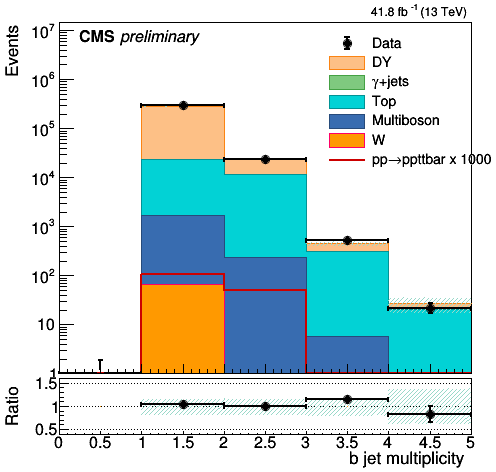 41.8 fb⁻¹ (13 TeV)
CMS preliminary
Events
10⁷
10⁶
10⁵
10⁴
10³
10²
10
1
Data
DY
γ+jets
Top
Multiboson
W
pp→ppttbar x 1000
Ratio
1.5
1
0.5
0 0.5 1 1.5 2 2.5 3 3.5 4 4.5 5
b jet multiplicity